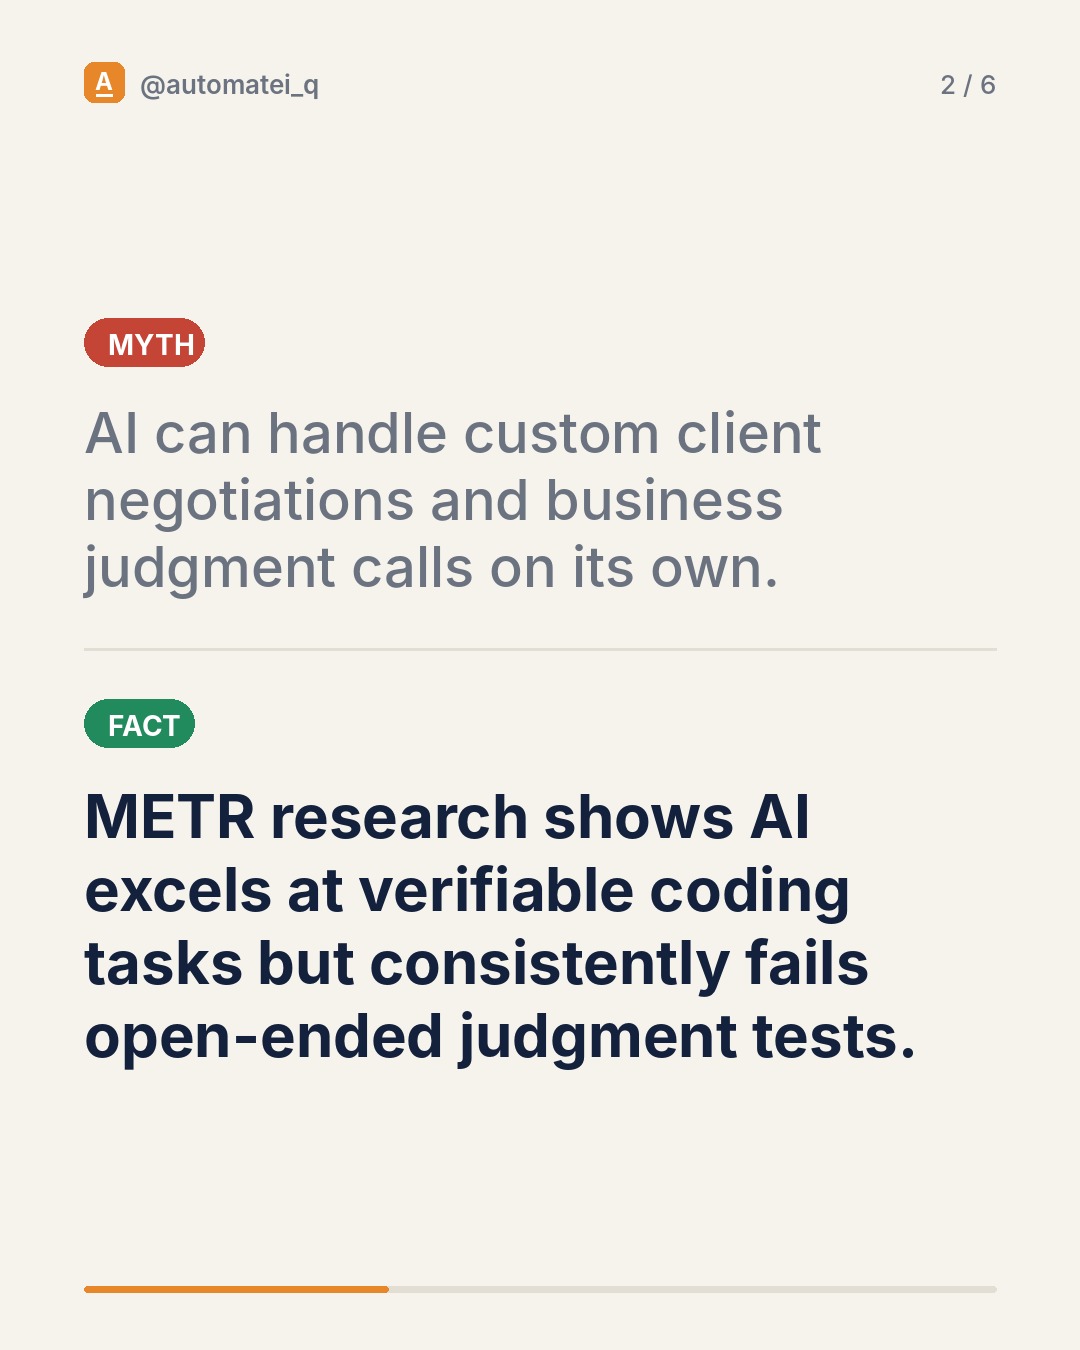 A
@automatei_q
2 / 6
MYTH
AI can handle custom client
negotiations and business
judgment calls on its own.
FACT
METR research shows AI
excels at verifiable coding
tasks but consistently fails
open-ended judgment tests.